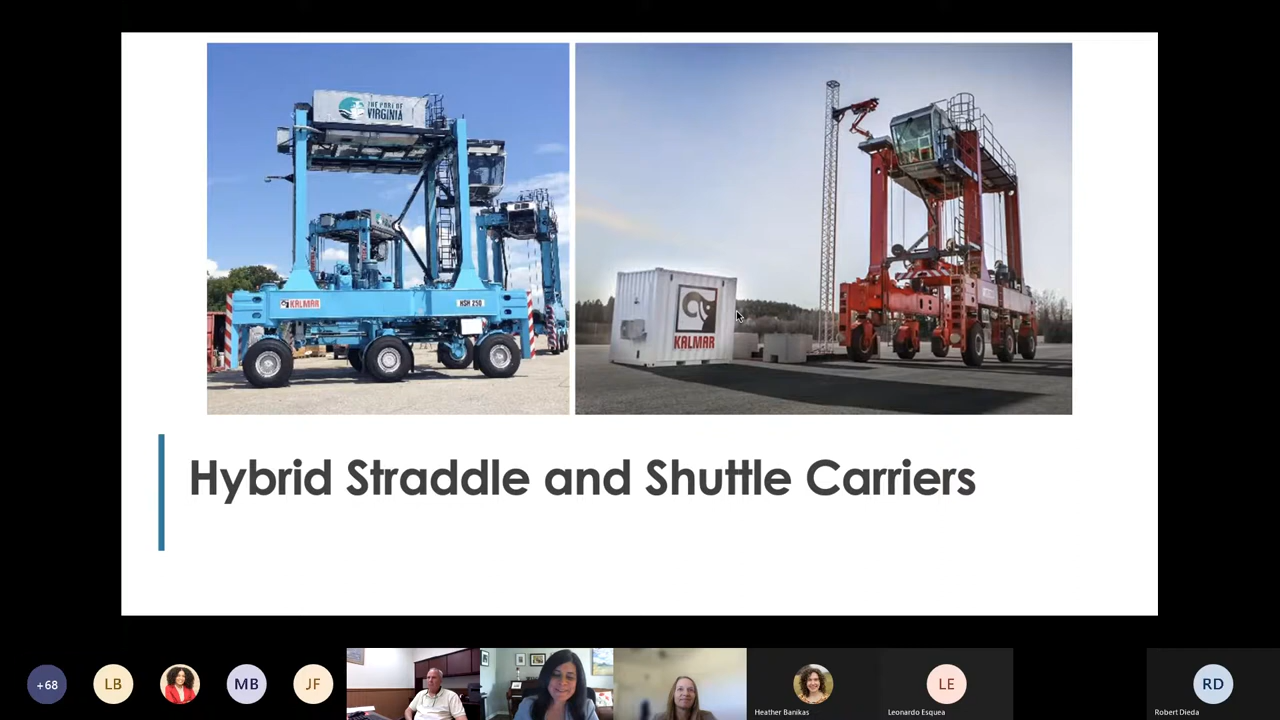 THE PORT OF
VIRGINIA
KALMAR
HSH 250
KALMAR
Hybrid Straddle and Shuttle Carriers
+68
LB
MB
JF
LE
RD
Heather Banikas
Leonardo Esquea
Robert Dieda